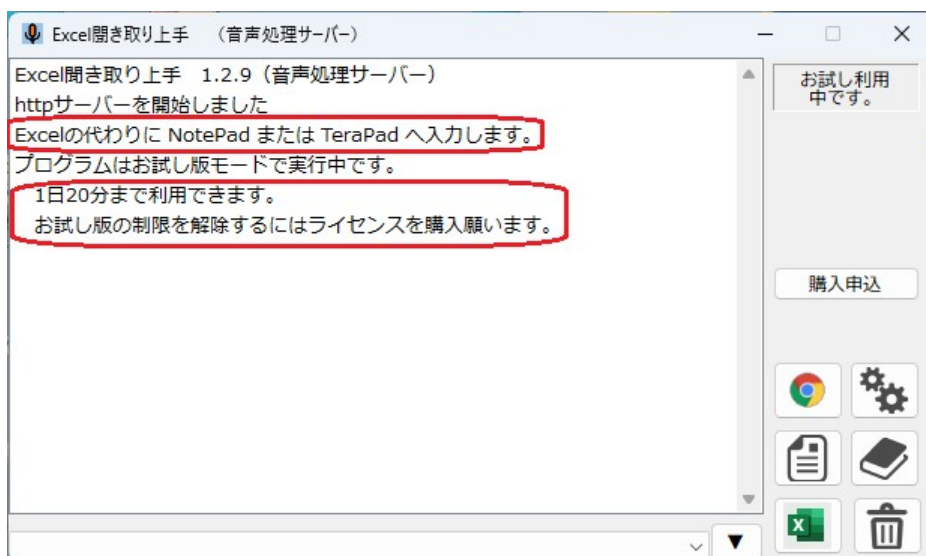 Excel聞き取り上手　（音声処理サーバー）
Excel聞き取り上手　1.2.9（音声処理サーバー）
httpサーバーを開始しました
Excelの代わりに NotePad または TeraPad へ入力します。
プログラムはお試し版モードで実行中です。
1日20分まで利用できます。
お試し版の制限を解除するにはライセンスを購入願います。
お試し利用
中です。
購入申込